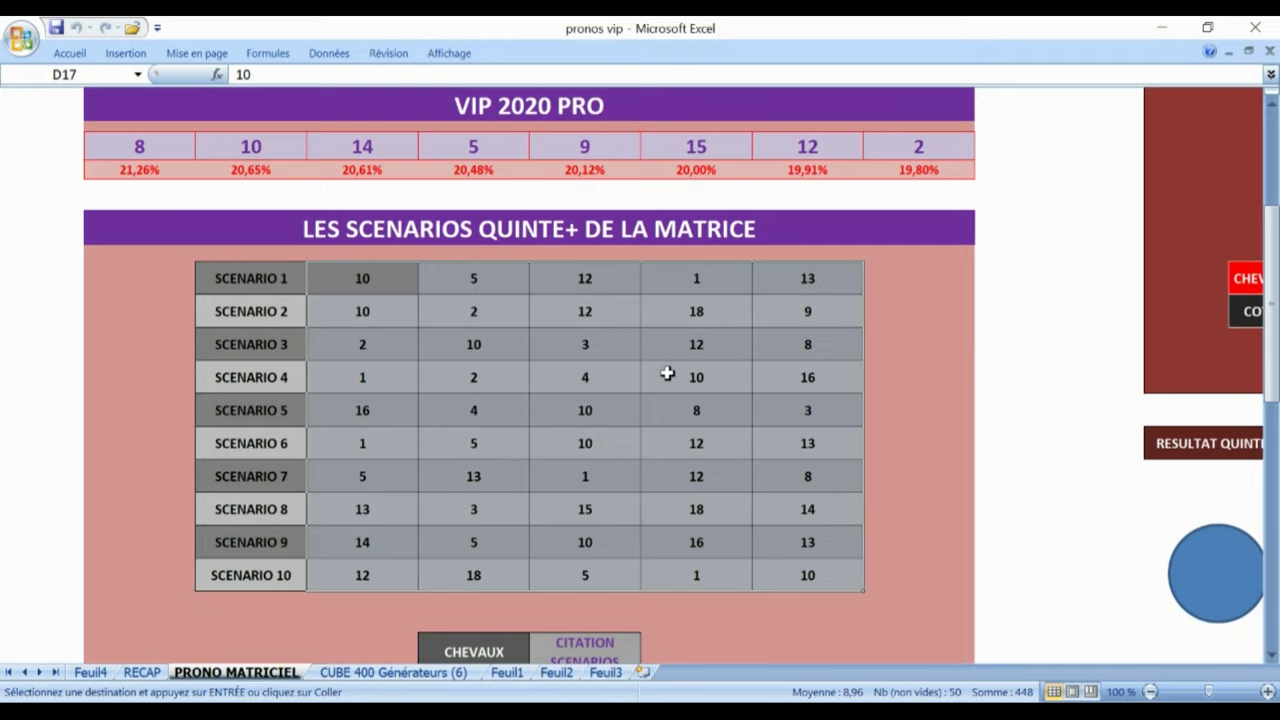 pronos vip - Microsoft Excel
Accueil Insertion Mise en page Formules Données Révision Affichage
D17 fx 10
VIP 2020 PRO
8 10 14 5 9 15 12 2
21,26% 20,65% 20,61% 20,48% 20,12% 20,00% 19,91% 19,80%
LES SCENARIOS QUINTE+ DE LA MATRICE
SCENARIO 1 10 5 12 1 13
SCENARIO 2 10 2 12 18 9
SCENARIO 3 2 10 3 12 8
SCENARIO 4 1 2 4 10 16
SCENARIO 5 16 4 10 8 3
SCENARIO 6 1 5 10 12 13
SCENARIO 7 5 13 1 12 8
SCENARIO 8 13 3 15 18 14
SCENARIO 9 14 5 10 16 13
SCENARIO 10 12 18 5 1 10
CHEV
CO
RESULTAT QUINT
CHEVAUX CITATION
SCENARIOS
Feuil4 RECAP PRONO MATRICIEL CUBE 400 Générateurs (6) Feuil1 Feuil2 Feuil3
Sélectionnez une destination et appuyez sur ENTRÉE ou cliquez sur Coller Moyenne : 8,96 Nb (non vides) : 50 Somme : 448 100 %